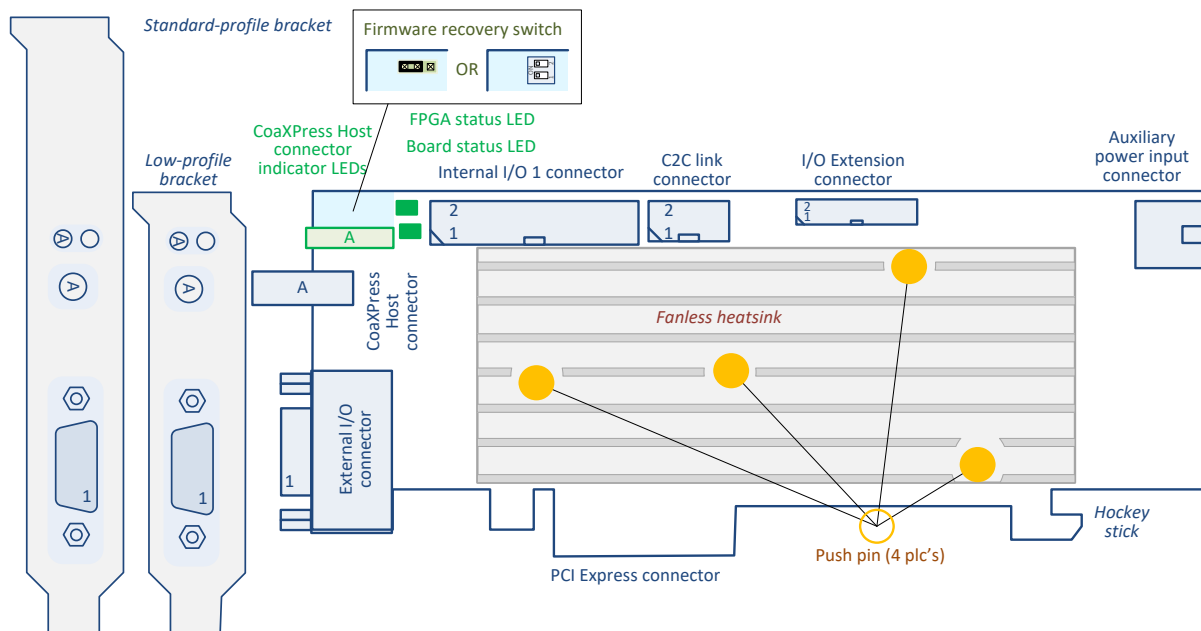 Standard-profile bracket
Firmware recovery switch
OR
ON
1 2
FPGA status LED
Board status LED
CoaXPress Host
connector
indicator LEDs
Low-profile
bracket
Internal I/O 1 connector
C2C link
connector
I/O Extension
connector
Auxiliary
power input
connector
2
1
2
1
2
1
A
A
A
A
A
A
CoaXPress
Host
connector
Fanless heatsink
External I/O
connector
1
1
1
Hockey
stick
Push pin (4 plc's)
PCI Express connector